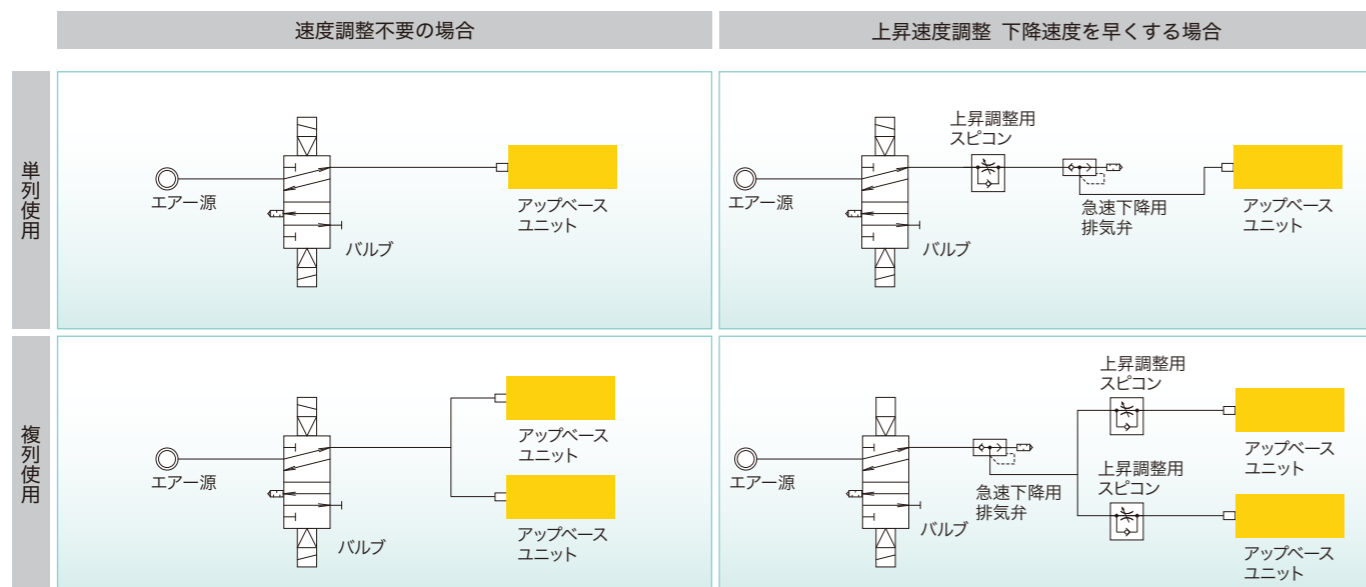 速度調整不要の場合
上昇速度調整 下降速度を早くする場合
単列使用
エアー源
バルブ
アップベース
ユニット
エアー源
バルブ
上昇調整用
スピコン
急速下降用
排気弁
アップベース
ユニット
複列使用
エアー源
バルブ
アップベース
ユニット
アップベース
ユニット
エアー源
バルブ
急速下降用
排気弁
上昇調整用
スピコン
アップベース
ユニット
上昇調整用
スピコン
アップベース
ユニット